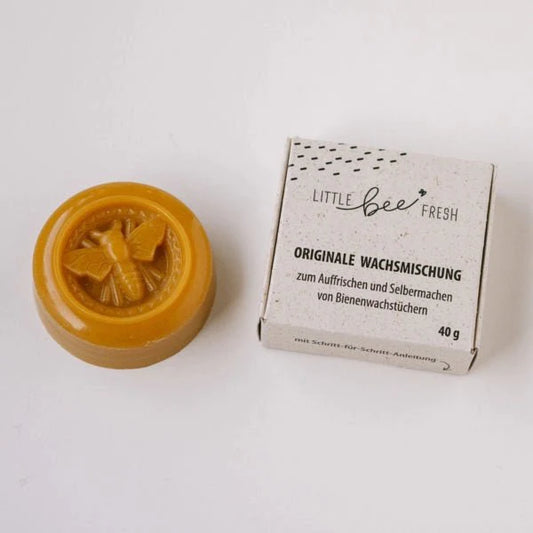 LITTLE bee FRESH
ORIGINALE WACHSMISCHUNG
zum Auffrischen und Selbermachen
von Bienenwachstüchern
40 g
mit Schritt-für-Schritt-Anleitung